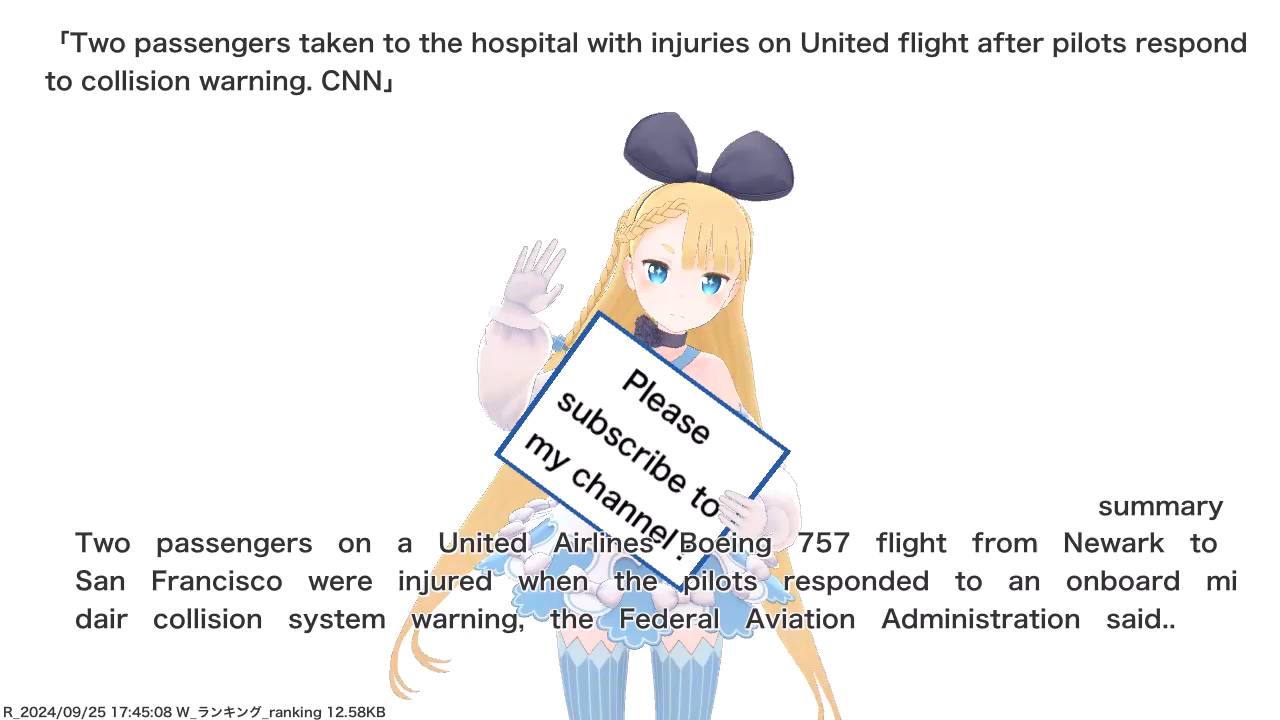 「Two passengers taken to the hospital with injuries on United flight after pilots respond
to collision warning. CNN」
Please
subscribe to
my channel!
summary
Two passengers on a United Airlines Boeing 757 flight from Newark to
San Francisco were injured when the pilots responded to an onboard mi
dair collision system warning, the Federal Aviation Administration said..
R_2024/09/25 17:45:08 W_ランキング_ranking 12.58KB